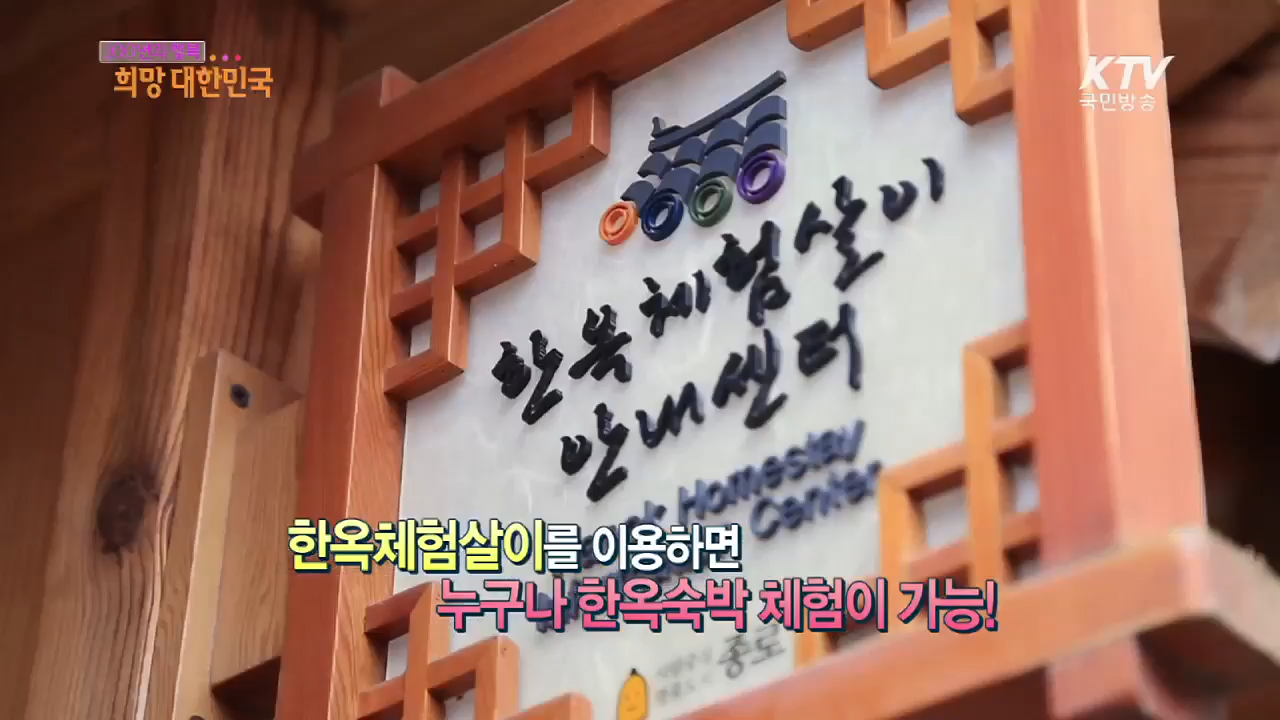 희망 대한민국
KTV
국민방송
한옥체험살이
안내센터
Homestay
Center
한옥체험살이를 이용하면
누구나 한옥숙박 체험이 가능!
종로